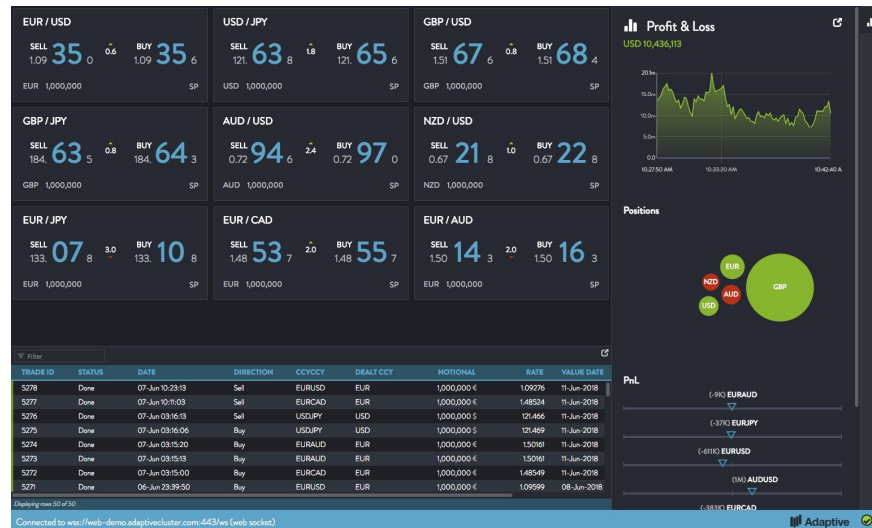 EUR / USD
SELL 1.09 35 0 0.6 BUY 1.09 35 6
EUR 1,000,000 SP
USD / JPY
SELL 121. 63 8 1.8 BUY 121. 65 6
USD 1,000,000 SP
GBP / USD
SELL 1.51 67 6 0.8 BUY 1.51 68 4
GBP 1,000,000 SP
GBP / JPY
SELL 184. 63 5 0.8 BUY 184. 64 3
GBP 1,000,000 SP
AUD / USD
SELL 0.72 94 6 2.4 BUY 0.72 97 0
AUD 1,000,000 SP
NZD / USD
SELL 0.67 21 8 1.0 BUY 0.67 22 8
NZD 1,000,000 SP
EUR / JPY
SELL 133. 07 8 3.0 BUY 133. 10 8
EUR 1,000,000 SP
EUR / CAD
SELL 1.48 53 7 2.0 BUY 1.48 55 7
EUR 1,000,000 SP
EUR / AUD
SELL 1.50 14 3 2.0 BUY 1.50 16 3
EUR 1,000,000 SP
Filter
TRADE ID STATUS DATE DIRECTION CCYCCY DEALT CCY NOTIONAL RATE VALUE DATE
5278 Done 07-Jun 10:23:13 Sell EURUSD EUR 1,000,000 € 1.09276 11-Jun-2018
5277 Done 07-Jun 10:11:03 Sell EURCAD EUR 1,000,000 € 1.48524 11-Jun-2018
5276 Done 07-Jun 03:16:13 Sell USDJPY USD 1,000,000 $ 121.466 11-Jun-2018
5275 Done 07-Jun 03:16:06 Buy USDJPY USD 1,000,000 $ 121.469 11-Jun-2018
5274 Done 07-Jun 03:15:20 Buy EURAUD EUR 1,000,000 € 1.50161 11-Jun-2018
5273 Done 07-Jun 03:15:13 Buy EURAUD EUR 1,000,000 € 1.50161 11-Jun-2018
5272 Done 07-Jun 03:15:00 Buy EURCAD EUR 1,000,000 € 1.48549 11-Jun-2018
5271 Done 06-Jun 23:39:50 Buy EURUSD EUR 1,000,000 € 1.09599 08-Jun-2018
Displaying rows 50 of 50
Profit & Loss
USD 10,436,113
20.1m
15.0m
10.0m
5.0m
0.0
10:27:50 AM 10:33:20 AM 10:42:40 A
Positions
EUR
NZD
AUD
USD
GBP
PnL
(-9K) EURAUD
(-37K) EURJPY
(-611K) EURUSD
(1M) AUDUSD
(-383K) EURCAD
Connected to wss://web-demo.adaptivecluster.com:443/ws (web socket)
Adaptive